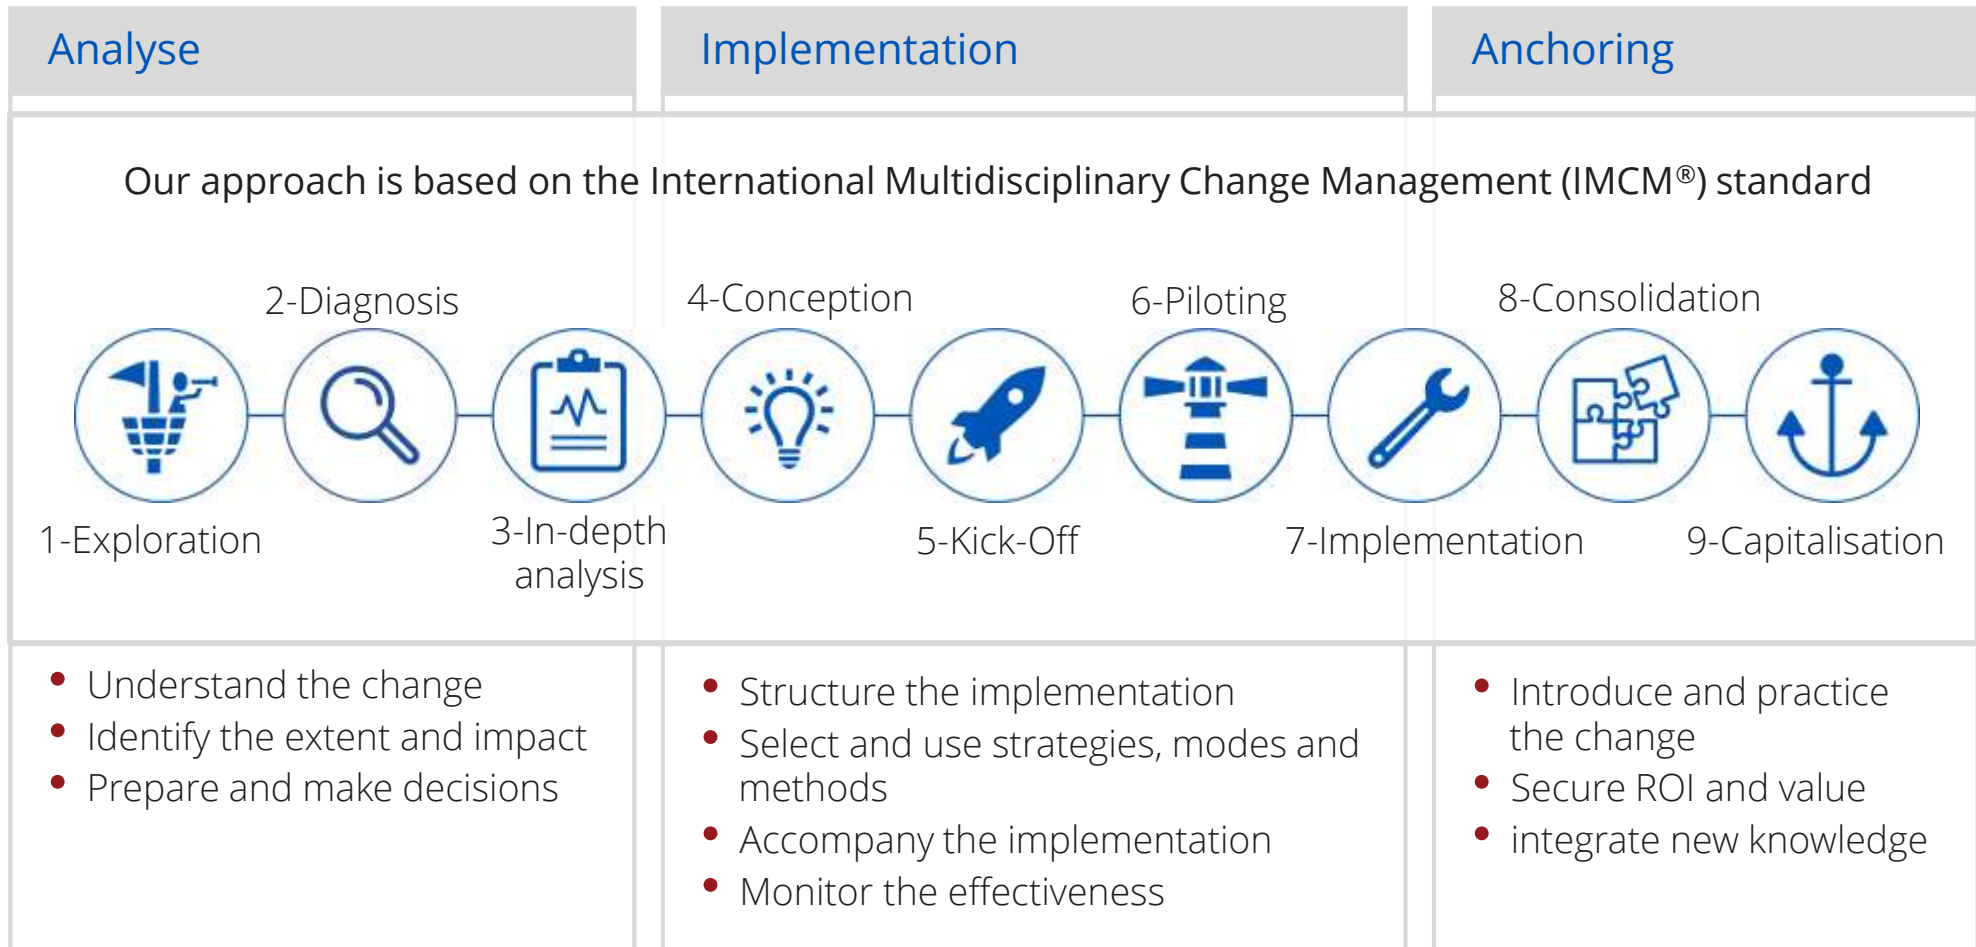 Analyse
Implementation
Anchoring
Our approach is based on the International Multidisciplinary Change Management (IMCM®) standard
2-Diagnosis
4-Conception
6-Piloting
8-Consolidation
1-Exploration
3-In-depth
analysis
5-Kick-Off
7-Implementation
9-Capitalisation
• Understand the change
• Identify the extent and impact
• Prepare and make decisions
• Structure the implementation
• Select and use strategies, modes and
methods
• Accompany the implementation
• Monitor the effectiveness
• Introduce and practice
the change
• Secure ROI and value
• integrate new knowledge